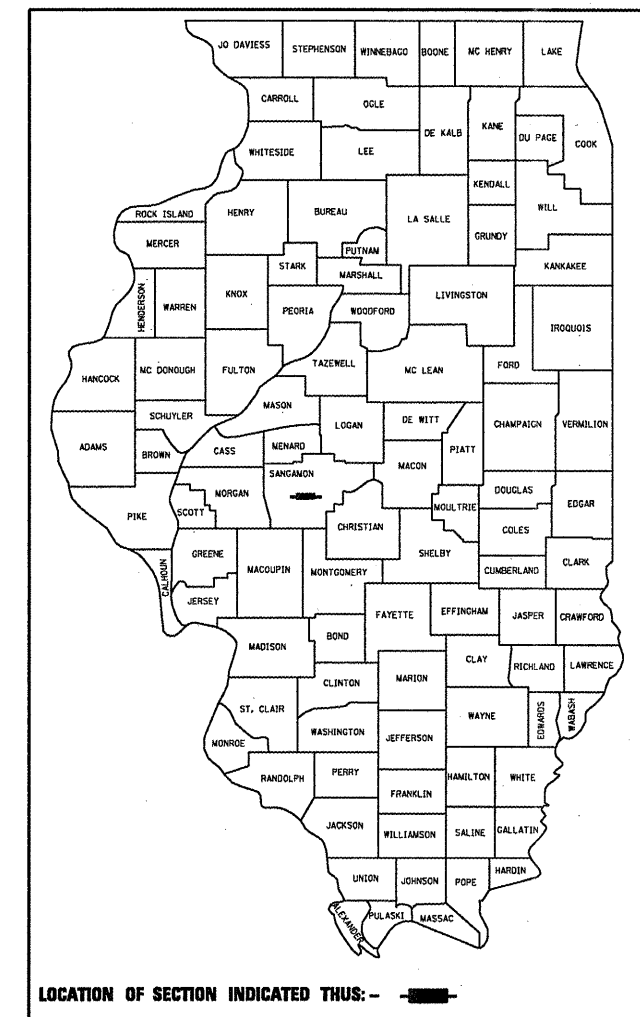 JO DAVIESS
STEPHENSON
WINNEBAGO
BOONE
MC HENRY
LAKE
CARROLL
OGLE
DE KALB
KANE
DU PAGE
COOK
WHITESIDE
LEE
KENDALL
WILL
ROCK ISLAND
HENRY
BUREAU
LA SALLE
GRUNDY
MERCER
PUTNAM
STARK
MARSHALL
KANKAKEE
HENDERSON
WARREN
KNOX
PEORIA
WOODFORD
LIVINGSTON
IROQUOIS
HANCOCK
MC DONOUGH
FULTON
TAZEWELL
MC LEAN
FORD
SCHUYLER
MASON
LOGAN
DE WITT
CHAMPAIGN
VERMILION
ADAMS
BROWN
CASS
MENARD
PIATT
MACON
SANGAMON
MORGAN
PIKE
SCOTT
CHRISTIAN
MOULTRIE
DOUGLAS
EDGAR
COLES
SHELBY
CALHOUN
GREENE
MACOUPIN
MONTGOMERY
CUMBERLAND
CLARK
JERSEY
FAYETTE
EFFINGHAM
JASPER
CRAWFORD
MADISON
BOND
CLAY
RICHLAND
LAWRENCE
CLINTON
MARION
ST. CLAIR
WAYNE
EDWARDS
WABASH
WASHINGTON
JEFFERSON
MONROE
RANDOLPH
PERRY
HAMILTON
WHITE
FRANKLIN
JACKSON
WILLIAMSON
SALINE
GALLATIN
UNION
JOHNSON
POPE
HARDIN
ALEXANDER
PULASKI
MASSAC
LOCATION OF SECTION INDICATED THUS: -